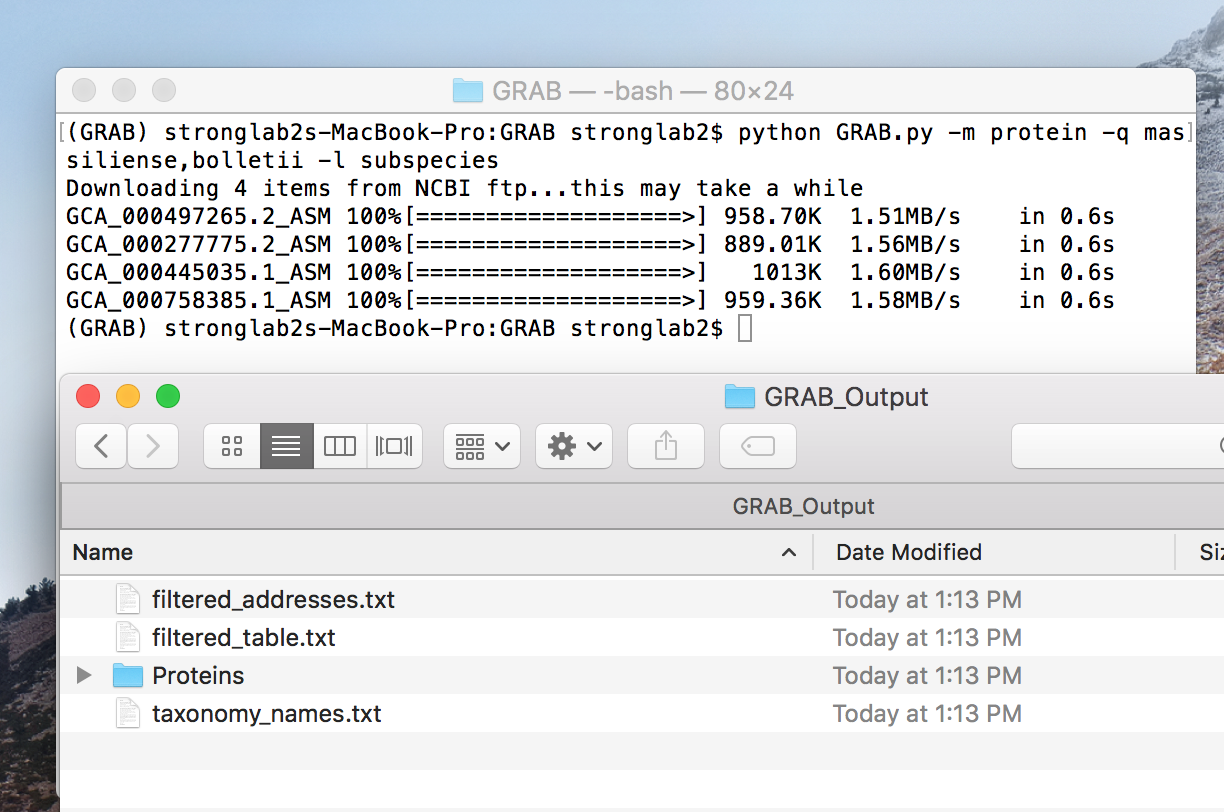 GRAB — -bash — 80×24
[(GRAB) stronglab2s-MacBook-Pro:GRAB stronglab2$ python GRAB.py -m protein -q mas]
siliense,bolletii -l subspecies
Downloading 4 items from NCBI ftp...this may take a while
GCA_000497265.2_ASM 100%[===================>] 958.70K  1.51MB/s    in 0.6s
GCA_000277775.2_ASM 100%[===================>] 889.01K  1.56MB/s    in 0.6s
GCA_000445035.1_ASM 100%[===================>]   1013K  1.60MB/s    in 0.6s
GCA_000758385.1_ASM 100%[===================>] 959.36K  1.58MB/s    in 0.6s
(GRAB) stronglab2s-MacBook-Pro:GRAB stronglab2$
GRAB_Output
GRAB_Output
Name Date Modified Siz
filtered_addresses.txt Today at 1:13 PM
filtered_table.txt Today at 1:13 PM
Proteins Today at 1:13 PM
taxonomy_names.txt Today at 1:13 PM